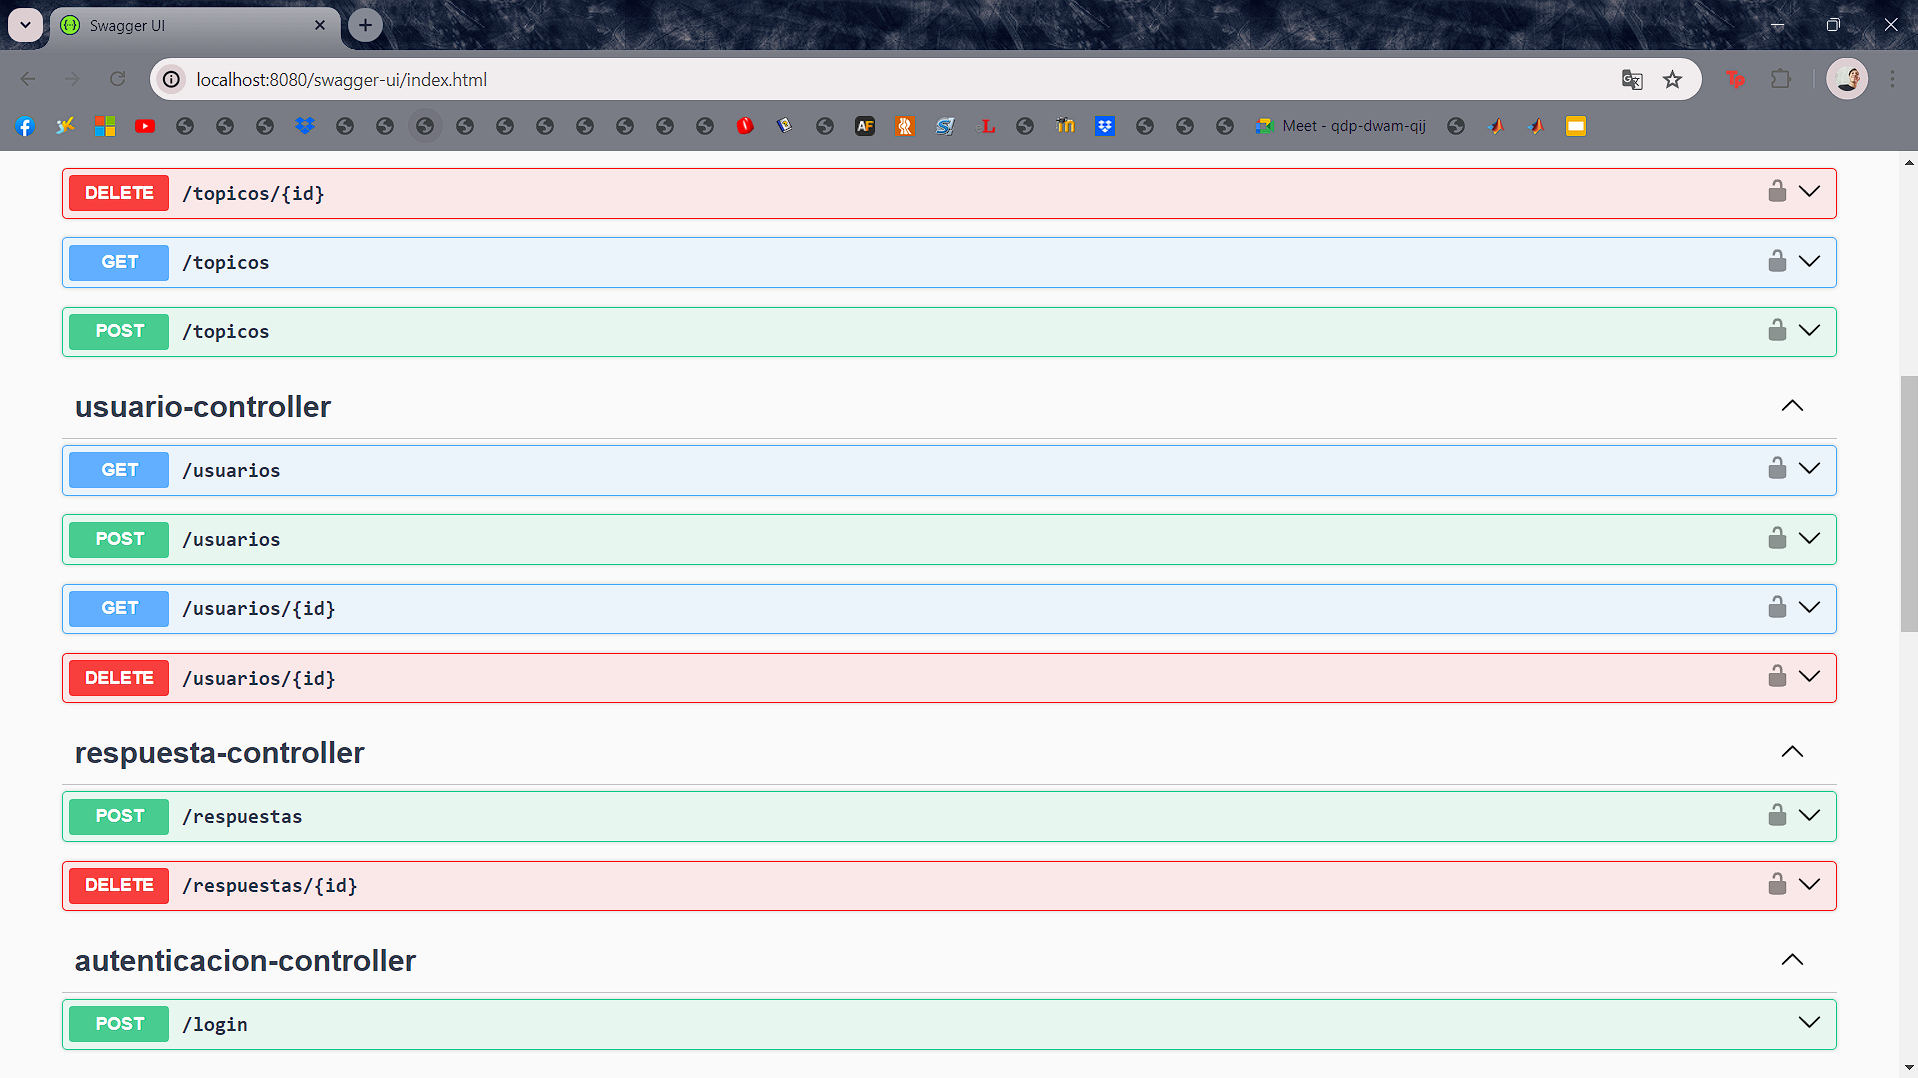 Swagger UI
localhost:8080/swagger-ui/index.html
Tp
AF
L
Meet - qdp-dwam-qij
DELETE /topicos/{id}
GET /topicos
POST /topicos
usuario-controller
GET /usuarios
POST /usuarios
GET /usuarios/{id}
DELETE /usuarios/{id}
respuesta-controller
POST /respuestas
DELETE /respuestas/{id}
autenticacion-controller
POST /login